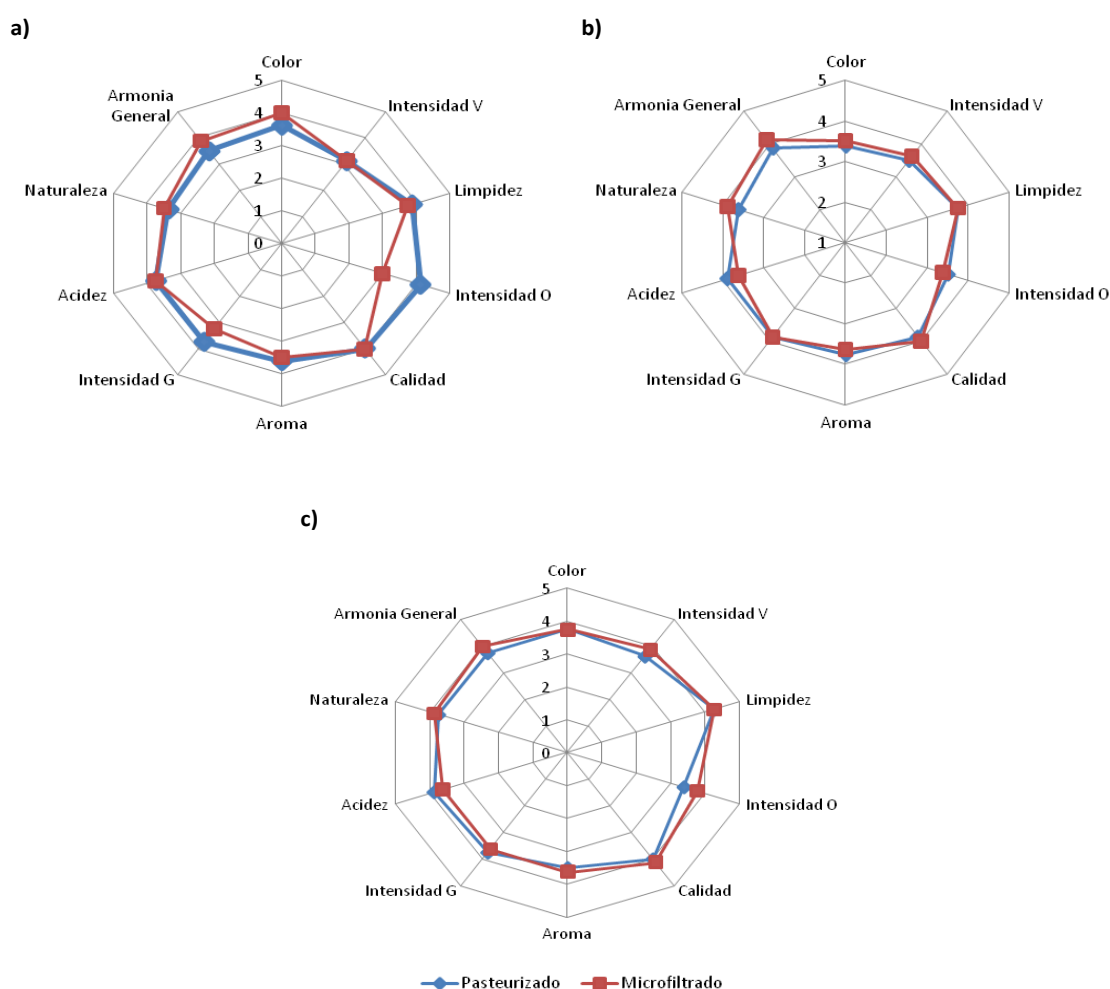 a)
Color
Intensidad V
Limpidez
Intensidad O
Calidad
Aroma
Intensidad G
Acidez
Naturaleza
Armonia
General
5
4
3
2
1
0
b)
Color
Intensidad V
Limpidez
Intensidad O
Calidad
Aroma
Intensidad G
Acidez
Naturaleza
Armonia General
5
4
3
2
1
c)
Color
Intensidad V
Limpidez
Intensidad O
Calidad
Aroma
Intensidad G
Acidez
Naturaleza
Armonia General
5
4
3
2
1
0
Pasteurizado Microfiltrado